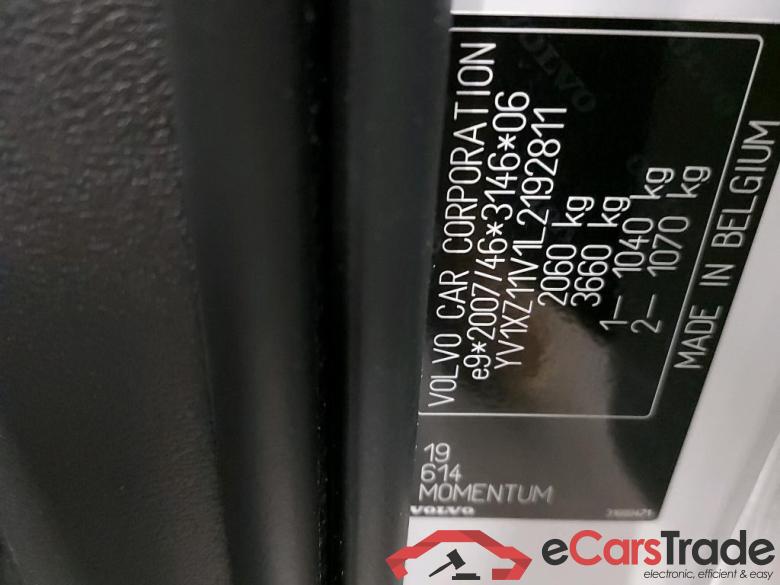 VOLVO CAR CORPORATION
e9*2007/46*3146*06
YV1XZ11V1L2192811
2060 kg
3660 kg
1— 1040 kg
2— 1070 kg
MADE IN BELGIUM
19
614
MOMENTUM
VOLVO
VOLVO
eCarsTrade
electronic, efficient & easy